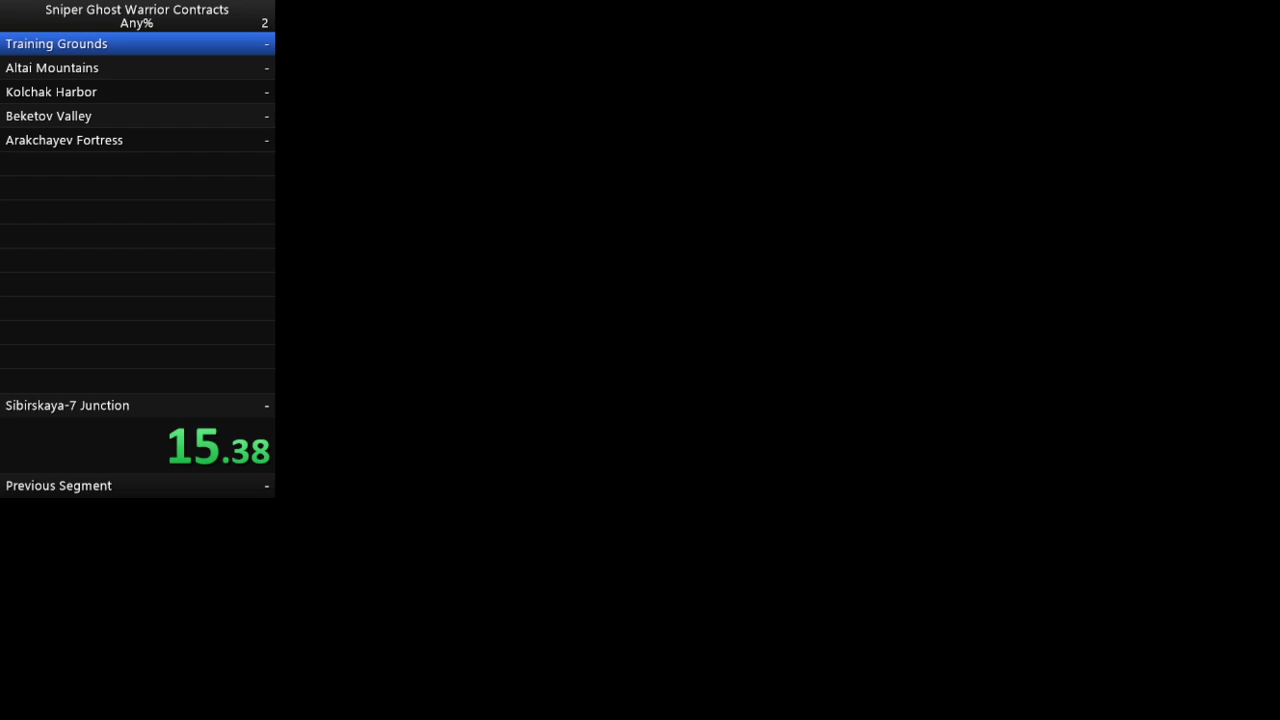 Sniper Ghost Warrior Contracts
Any% 2
Training Grounds -
Altai Mountains -
Kolchak Harbor -
Beketov Valley -
Arakchayev Fortress -
Sibirskaya-7 Junction -
15.38
Previous Segment -